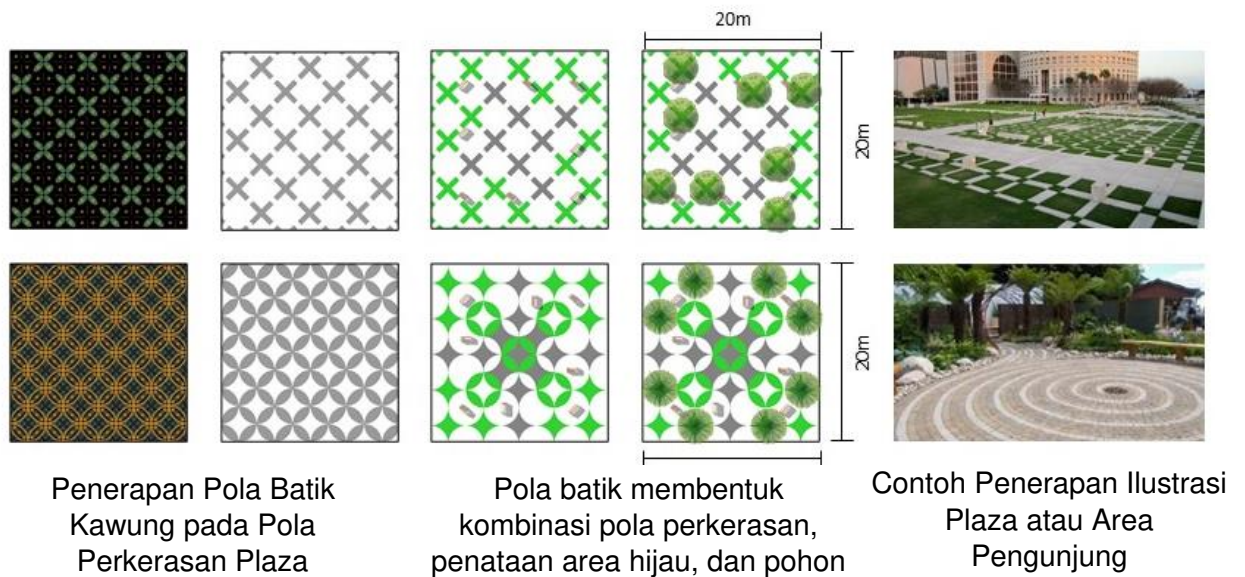 20m
20m
20m
Penerapan Pola Batik
Kawung pada Pola
Perkerasan Plaza
Pola batik membentuk
kombinasi pola perkerasan,
penataan area hijau, dan pohon
Contoh Penerapan Ilustrasi
Plaza atau Area
Pengunjung